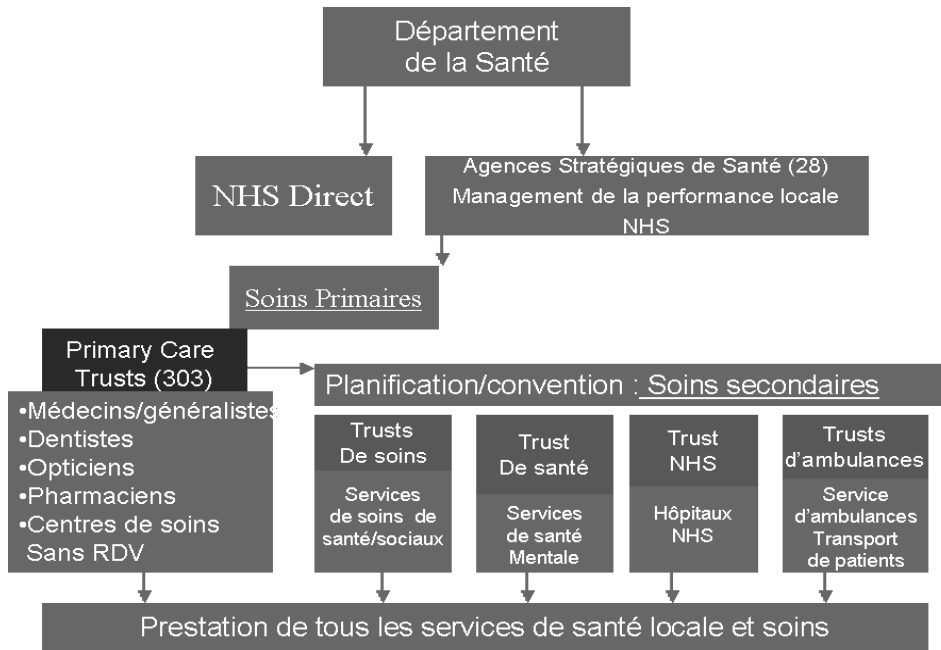 Département
de la Santé
NHS Direct
Agences Stratégiques de Santé (28)
Management de la performance locale
NHS
Soins Primaires
Primary Care
Trusts (303)
•Médecins/généralistes
•Dentistes
•Opticiens
•Pharmaciens
•Centres de soins
Sans RDV
Planification/convention : Soins secondaires
Trusts
De soins
Services
de soins de
santé/sociaux
Trust
De santé
Services
de santé
Mentale
Trust
NHS
Hôpitaux
NHS
Trusts
d'ambulances
Service
d'ambulances
Transport
de patients
Prestation de tous les services de santé locale et soins